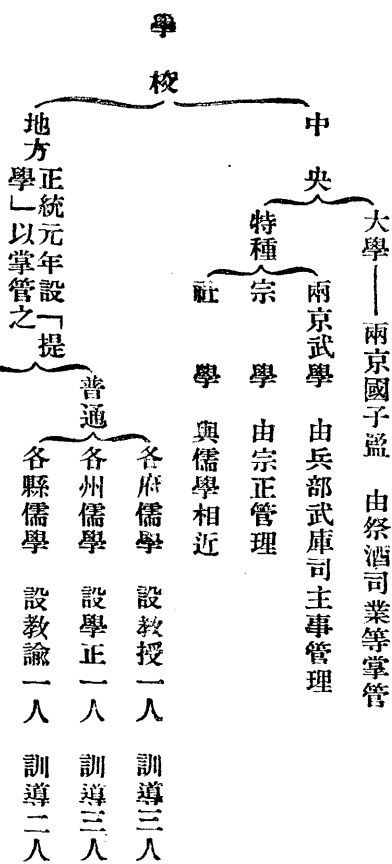 學校
中央
大學——兩京國子監 由祭酒司業等掌管
特種
兩京武學 由兵部武庫司主事管理
宗學 由宗正管理
社學 與儒學相近
地方 正統元年設「提
學」以掌管之
普通
各府儒學 設教授一人 訓導三人
各州儒學 設學正一人 訓導三人
各縣儒學 設教諭一人 訓導二人